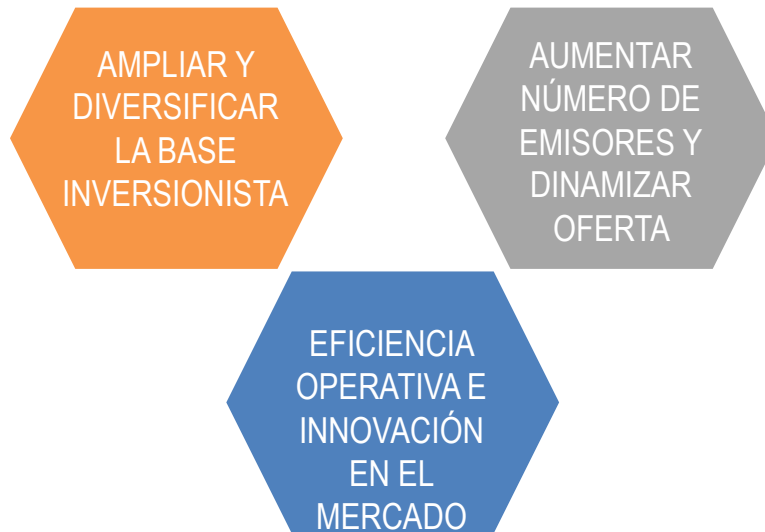 AMPLIAR Y
DIVERSIFICAR
LA BASE
INVERSIONISTA
AUMENTAR
NÚMERO DE
EMISORES Y
DINAMIZAR
OFERTA
EFICIENCIA
OPERATIVA E
INNOVACIÓN
EN EL
MERCADO